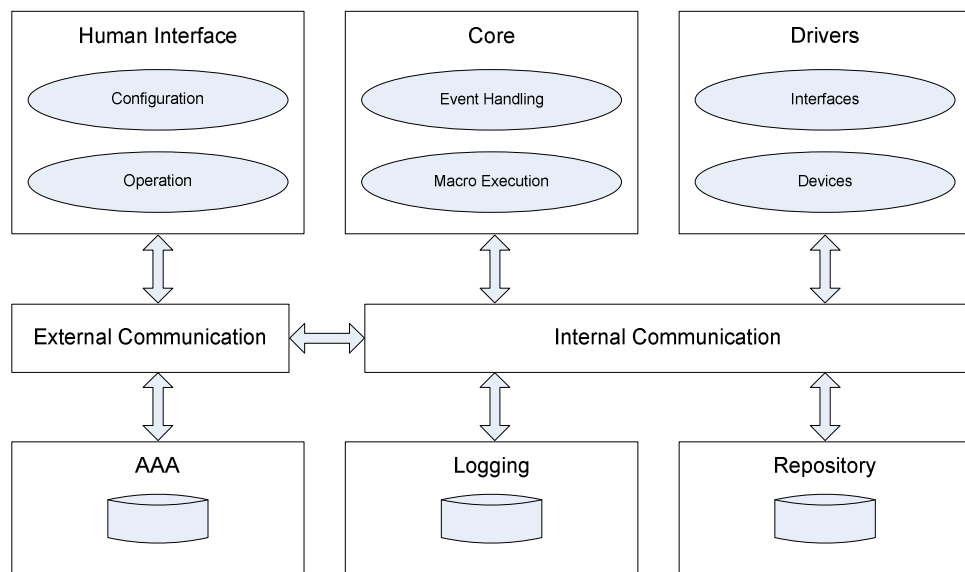 Human Interface
Configuration
Operation
Core
Event Handling
Macro Execution
Drivers
Interfaces
Devices
External Communication
Internal Communication
AAA
Logging
Repository